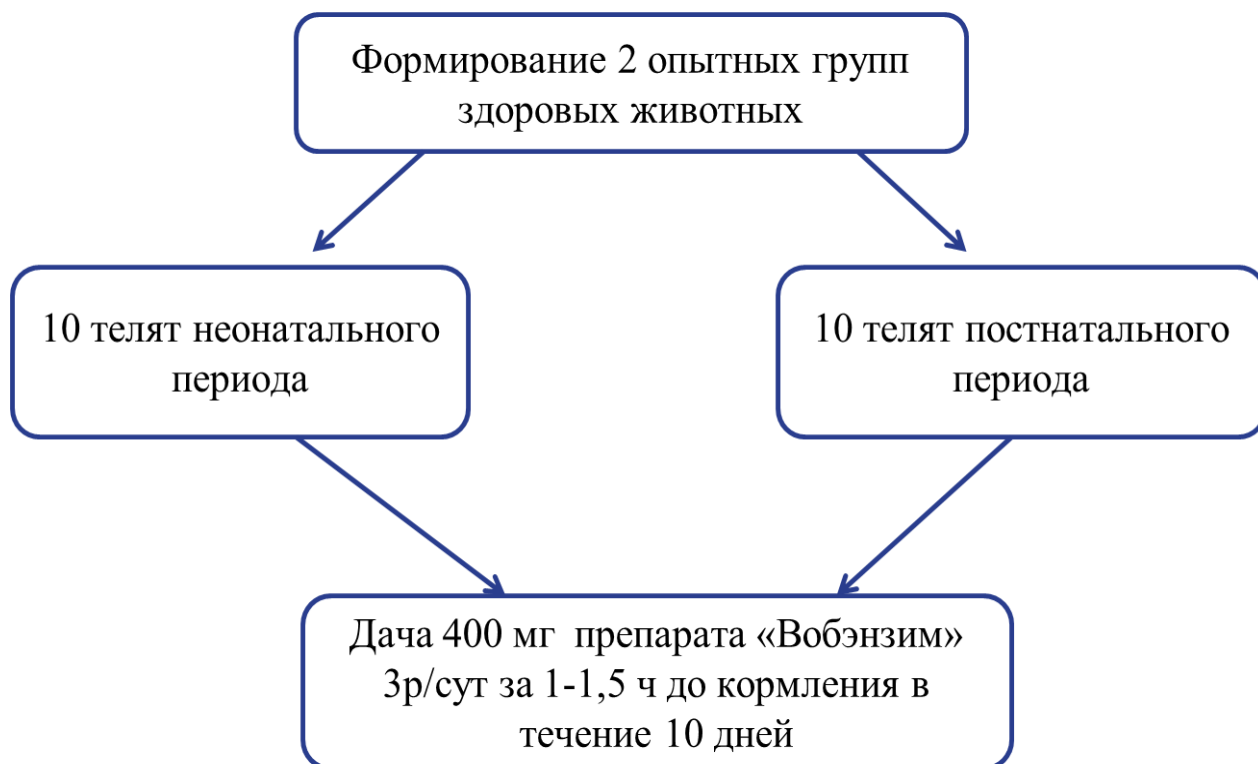 Формирование 2 опытных групп
здоровых животных
10 телят неонатального
периода
10 телят постнатального
периода
Дача 400 мг препарата «Вобэнзим»
3р/сут за 1-1,5 ч до кормления в
течение 10 дней